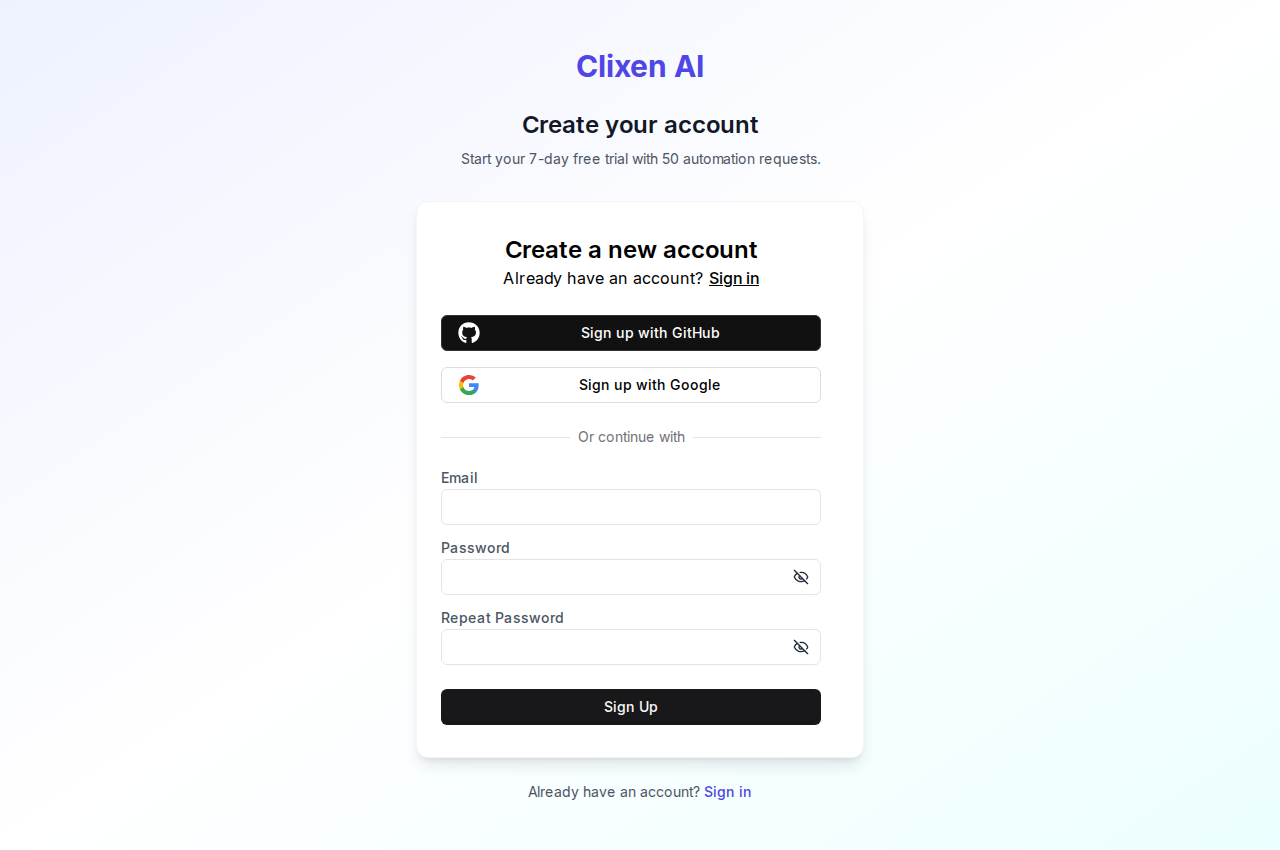 Clixen AI
Create your account
Start your 7-day free trial with 50 automation requests.
Create a new account
Already have an account? Sign in
Sign up with GitHub
Sign up with Google
Or continue with
Email
Password
Repeat Password
Sign Up
Already have an account? Sign in